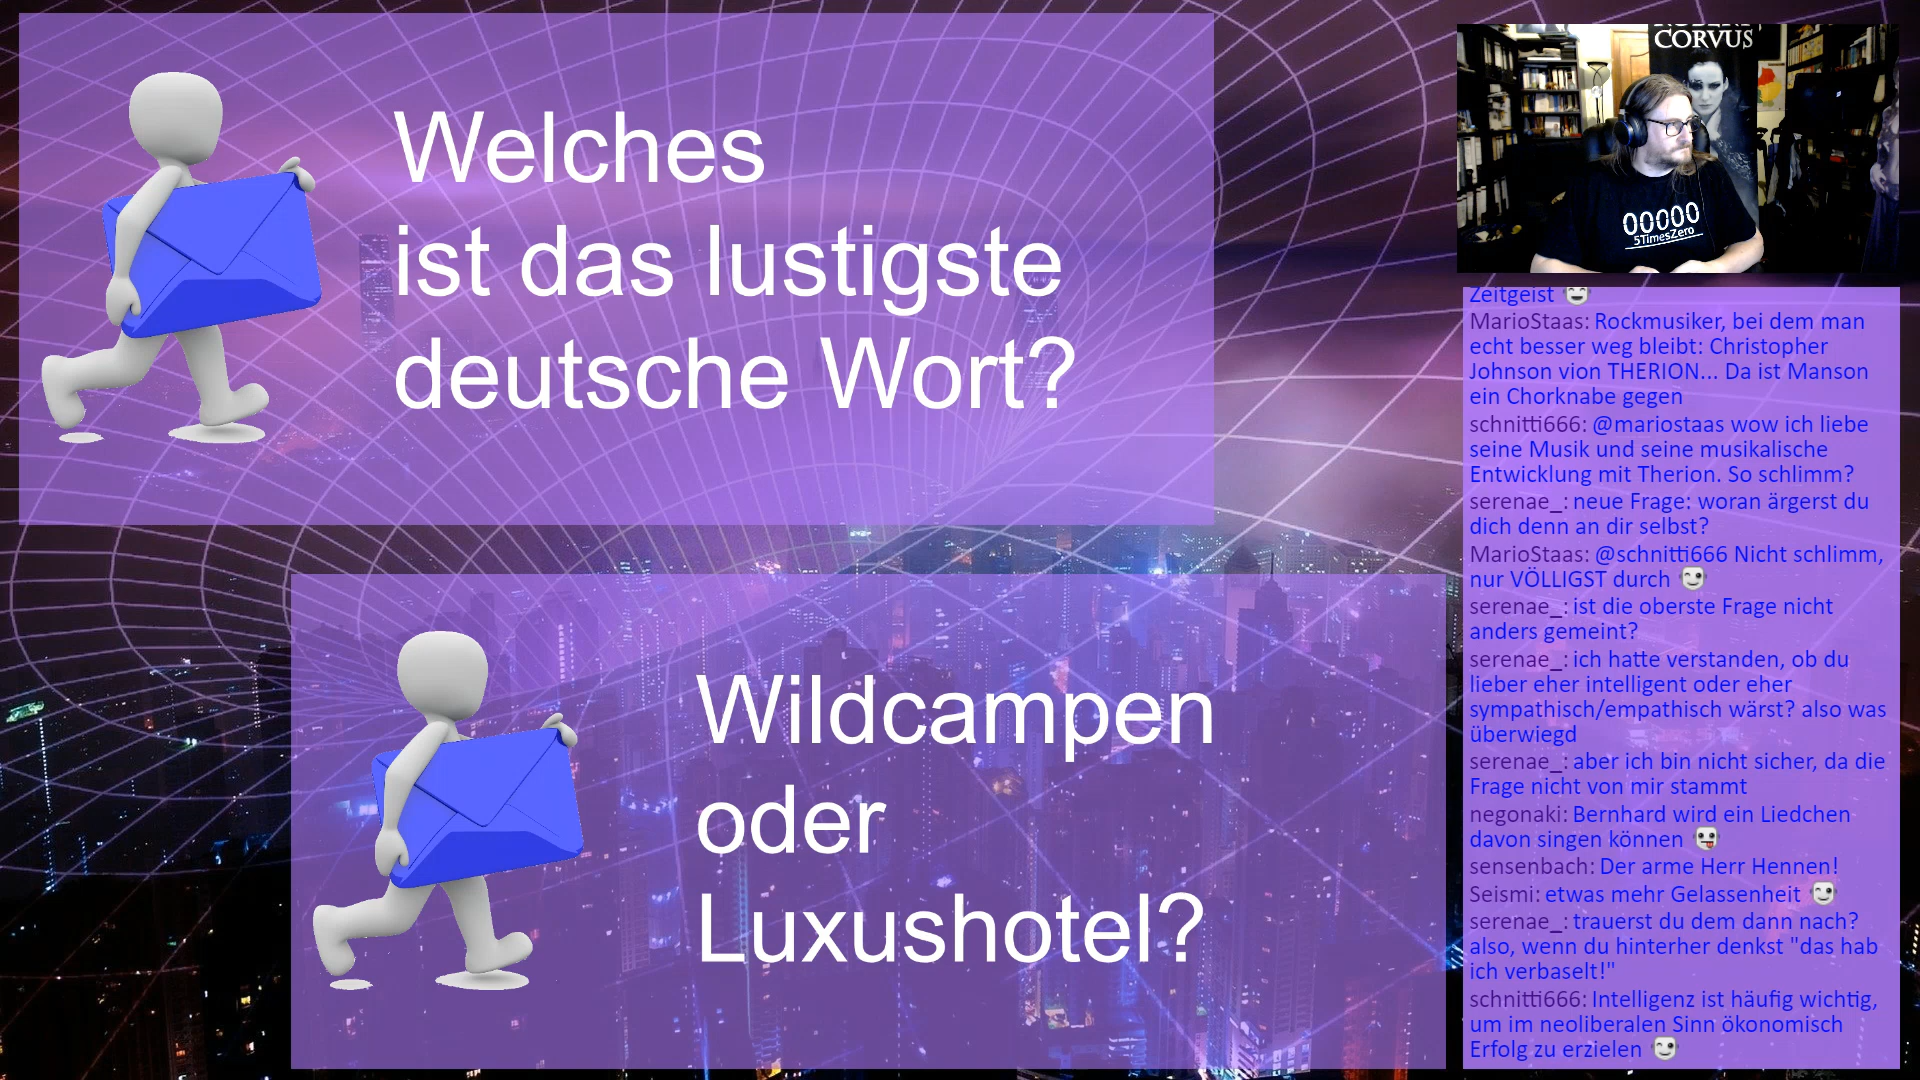 Welches
ist das lustigste
deutsche Wort?
Wildcampen
oder
Luxushotel?
CORVUS
00000
5TimesZero
Zeitgeist
MarioStaas: Rockmusiker, bei dem man
echt besser weg bleibt: Christopher
Johnson vion THERION... Da ist Manson
ein Chorknabe gegen
schnitti666: @mariostaas wow ich liebe
seine Musik und seine musikalische
Entwicklung mit Therion. So schlimm?
serenae_: neue Frage: woran ärgerst du
dich denn an dir selbst?
MarioStaas: @schnitti666 Nicht schlimm,
nur VÖLLIGST durch
serenae_: ist die oberste Frage nicht
anders gemeint?
serenae_: ich hatte verstanden, ob du
lieber eher intelligent oder eher
sympathisch/empathisch wärst? also was
überwiegd
serenae_: aber ich bin nicht sicher, da die
Frage nicht von mir stammt
negonaki: Bernhard wird ein Liedchen
davon singen können
sensenbach: Der arme Herr Hennen!
Seismi: etwas mehr Gelassenheit
serenae_: trauerst du dem dann nach?
also, wenn du hinterher denkst "das hab
ich verbaselt!"
schnitti666: Intelligenz ist häufig wichtig,
um im neoliberalen Sinn ökonomisch
Erfolg zu erzielen